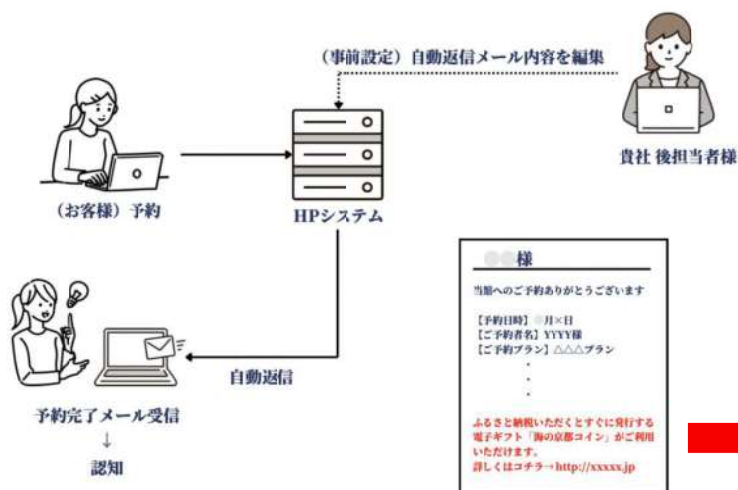 （事前設定）自動返信メール内容を編集
貴社 後担当者様
（お客様）予約
HPシステム
自動返信
予約完了メール受信
↓
認知
●●様
当館へのご予約ありがとうございます
【予約日時】●月×日
【ご予約者名】YYYY様
【ご予約プラン】△△△プラン
・
・
・
ふるさと納税いただくとすぐに発行する
電子ギフト「海の京都コイン」がご利用
いただけます。
詳しくはコチラ→http://xxxxx.jp